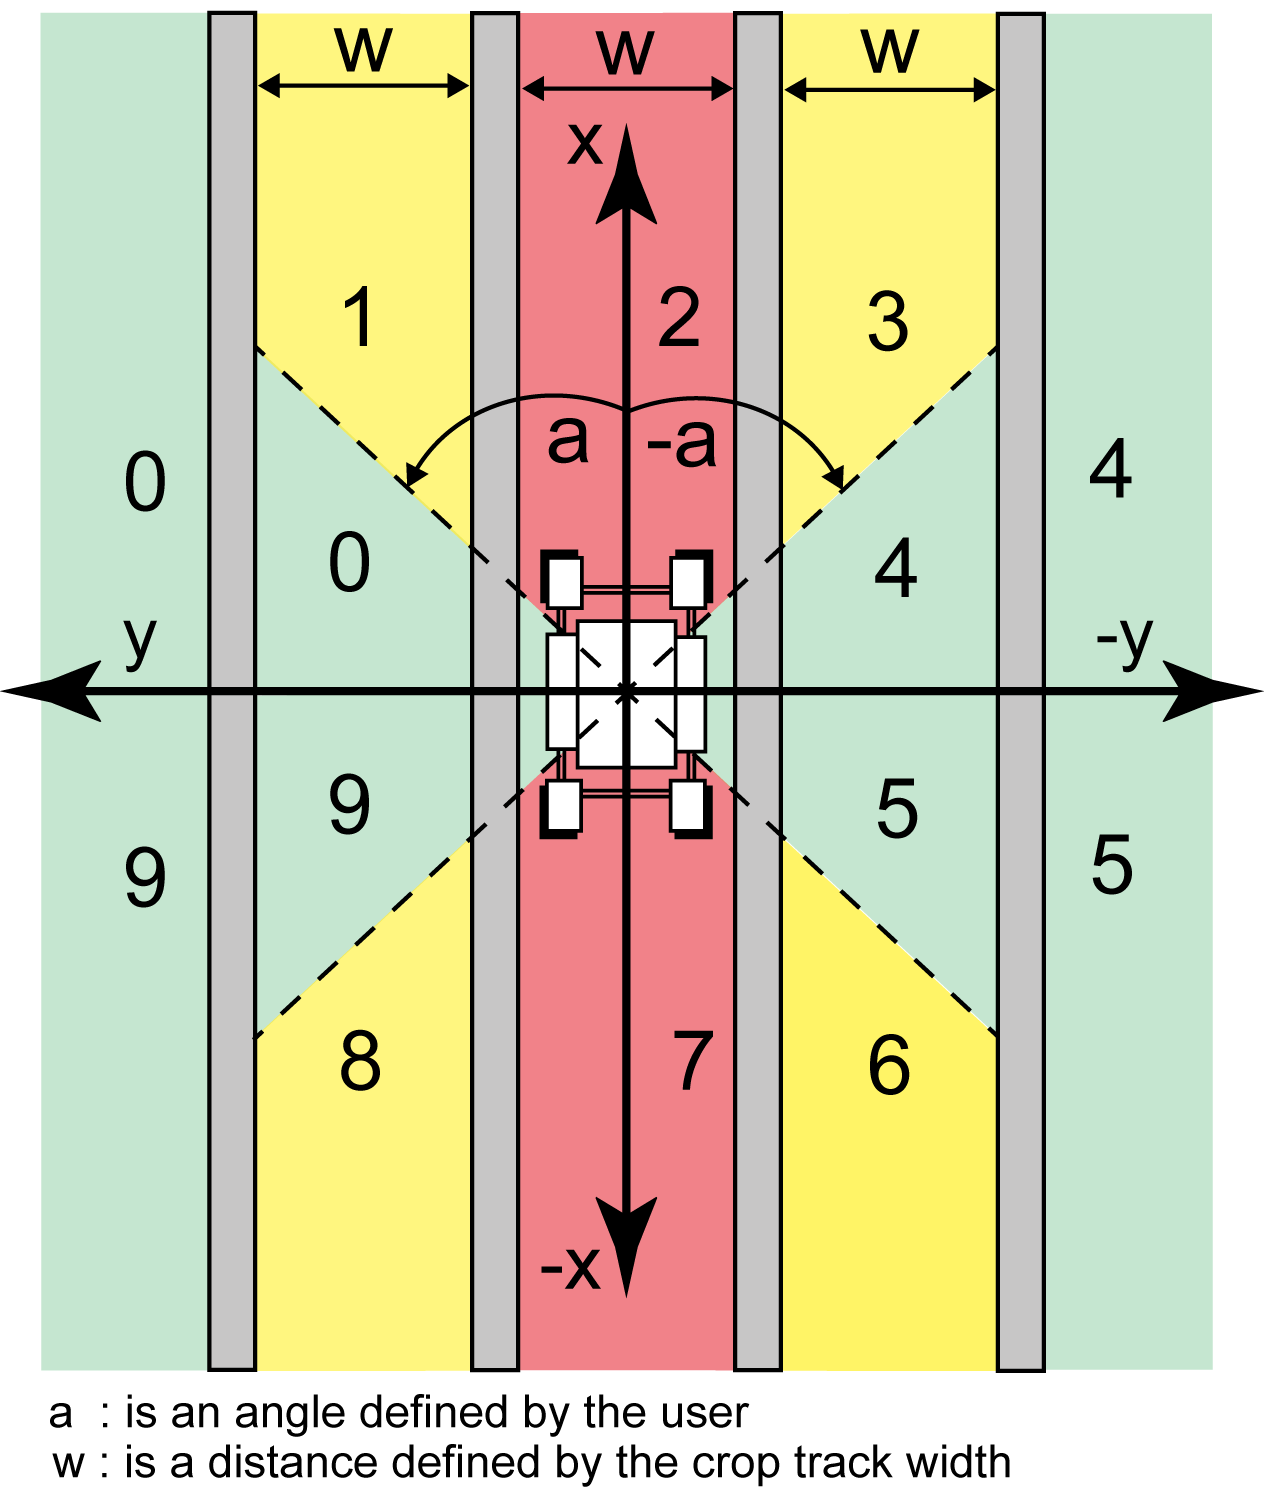 w w w
x
1 2 3
a -a
0 4
0 4
y -y
9 5
9 5
8 7 6
-x
a : is an angle defined by the user
w : is a distance defined by the crop track width